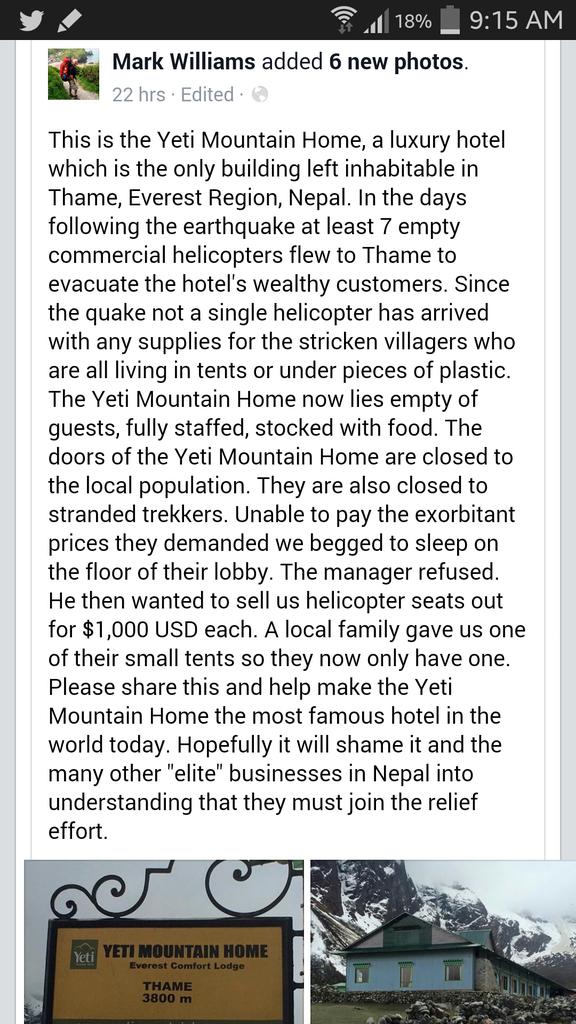 18% 9:15 AM
Mark Williams added 6 new photos.
22 hrs · Edited ·
This is the Yeti Mountain Home, a luxury hotel
which is the only building left inhabitable in
Thame, Everest Region, Nepal. In the days
following the earthquake at least 7 empty
commercial helicopters flew to Thame to
evacuate the hotel's wealthy customers. Since
the quake not a single helicopter has arrived
with any supplies for the stricken villagers who
are all living in tents or under pieces of plastic.
The Yeti Mountain Home now lies empty of
guests, fully staffed, stocked with food. The
doors of the Yeti Mountain Home are closed to
the local population. They are also closed to
stranded trekkers. Unable to pay the exorbitant
prices they demanded we begged to sleep on
the floor of their lobby. The manager refused.
He then wanted to sell us helicopter seats out
for $1,000 USD each. A local family gave us one
of their small tents so they now only have one.
Please share this and help make the Yeti
Mountain Home the most famous hotel in the
world today. Hopefully it will shame it and the
many other "elite" businesses in Nepal into
understanding that they must join the relief
effort.
Yeti
YETI MOUNTAIN HOME
Everest Comfort Lodge
THAME
3800 m